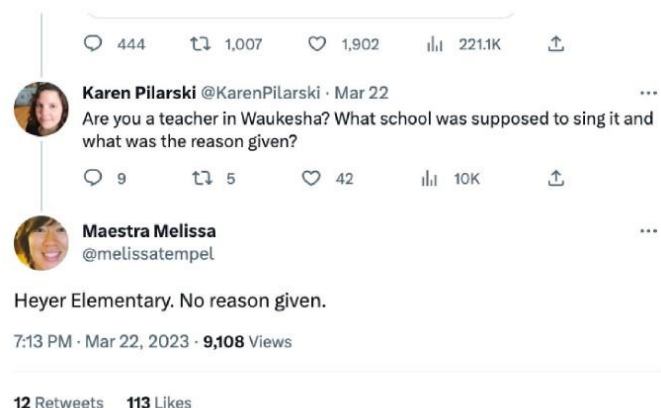 444 1,007 1,902 221.1K
Karen Pilarski @KarenPilarski · Mar 22
Are you a teacher in Waukesha? What school was supposed to sing it and
what was the reason given?
9 5 42 10K
Maestra Melissa
@melissatempel
Heyer Elementary. No reason given.
7:13 PM · Mar 22, 2023 · 9,108 Views
12 Retweets 113 Likes